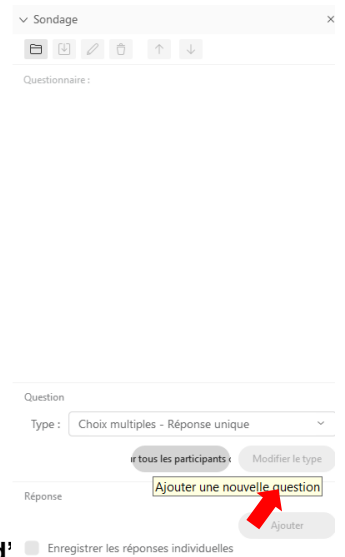 Sondage ×
Questionnaire :
Question
Type : Choix multiples - Réponse unique
r tous les participants Modifier le type
Ajouter une nouvelle question
Réponse
Ajouter
d' Enregistrer les réponses individuelles